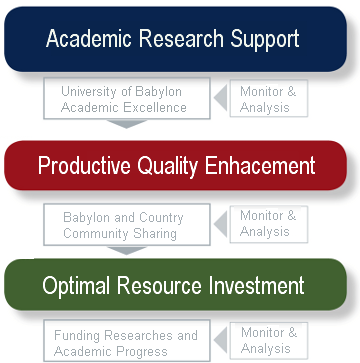 Academic Research Support
University of Babylon
Academic Excellence
Monitor &
Analysis
Productive Quality Enhacement
Babylon and Country
Community Sharing
Monitor &
Analysis
Optimal Resource Investment
Funding Researches and
Academic Progress
Monitor &
Analysis